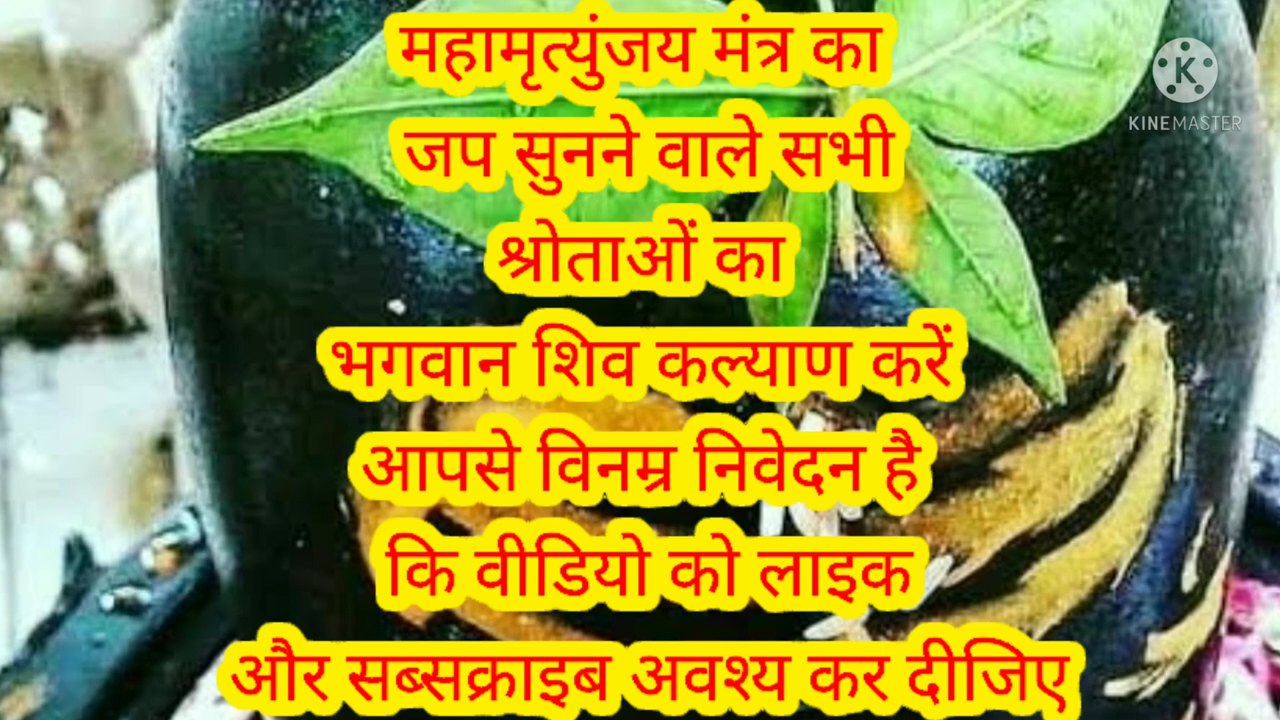 महामृत्युंजय मंत्र का
जप सुनने वाले सभी
श्रोताओं का
भगवान शिव कल्याण करें
आपसे विनम्र निवेदन है
कि वीडियो को लाइक
और सब्सक्राइब अवश्य कर दीजिए
K
KINEMASTER